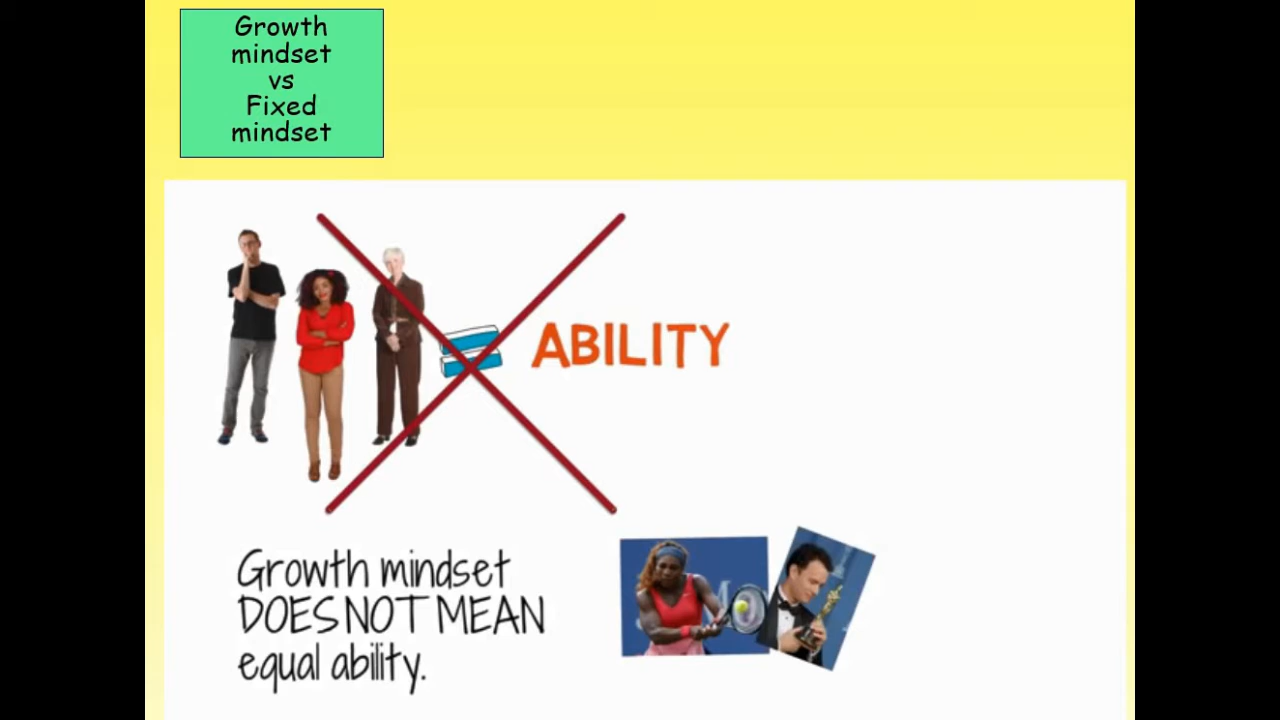 Growth
mindset
vs
Fixed
mindset
ABILITY
Growth mindset
DOES NOT MEAN
equal ability.